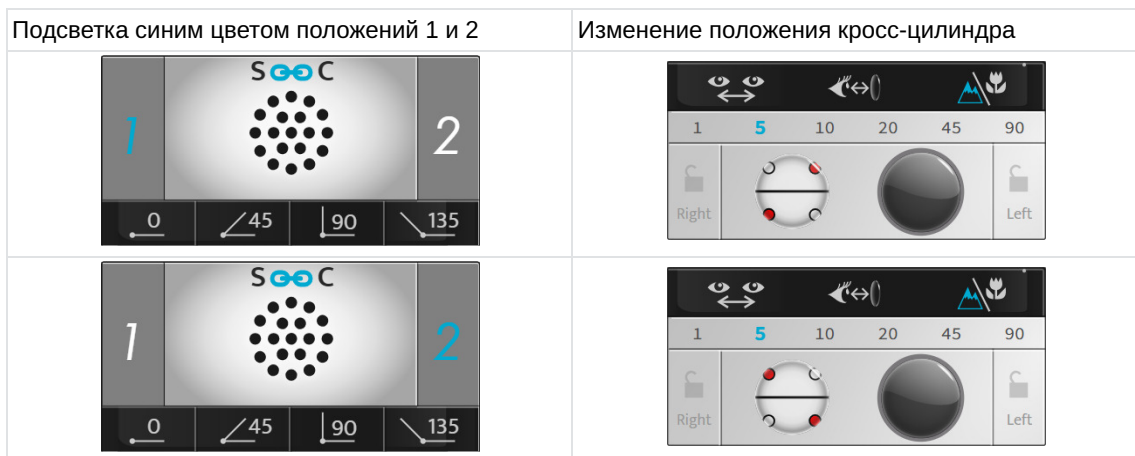 Подсветка синим цветом положений 1 и 2
Изменение положения кросс-цилиндра
S C
1
2
0 45 90 135
1 5 10 20 45 90
Right
Left
S C
1
2
0 45 90 135
1 5 10 20 45 90
Right
Left